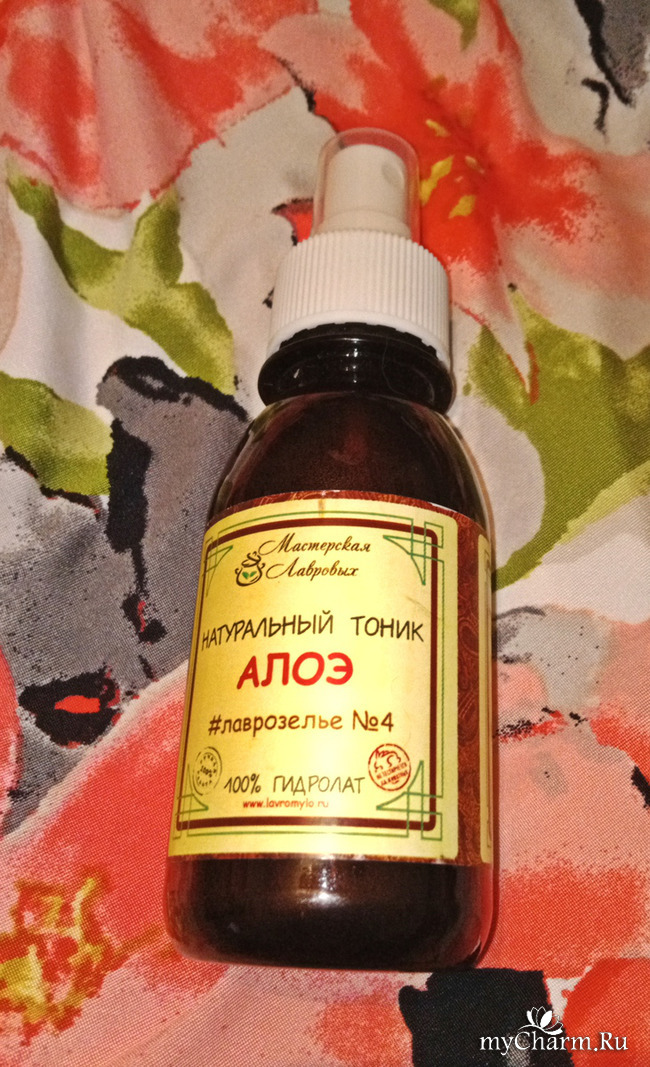 Мастерская
Лавровых
НАТУРАЛЬНЫЙ ТОНИК
АЛОЭ
#лаврозелье №4
100% ГИДРОЛАТ
www.lavromylo.ru
myCharm.Ru